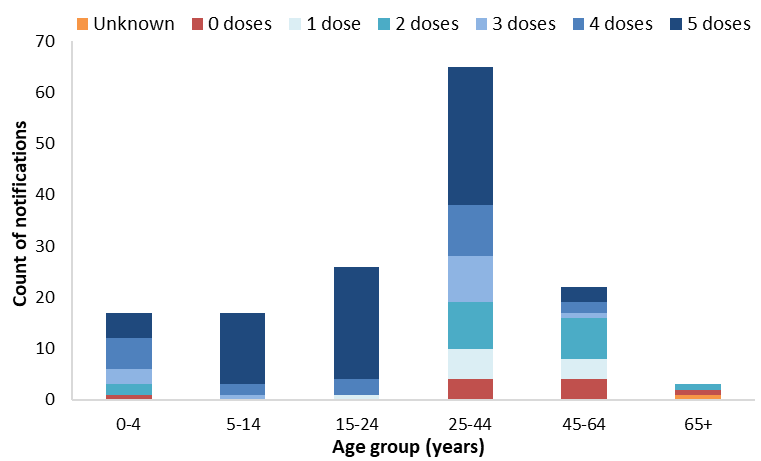 Unknown 0 doses 1 dose 2 doses 3 doses 4 doses 5 doses
Count of notifications
70
60
50
40
30
20
10
0
0-4 5-14 15-24 25-44 45-64 65+
Age group (years)